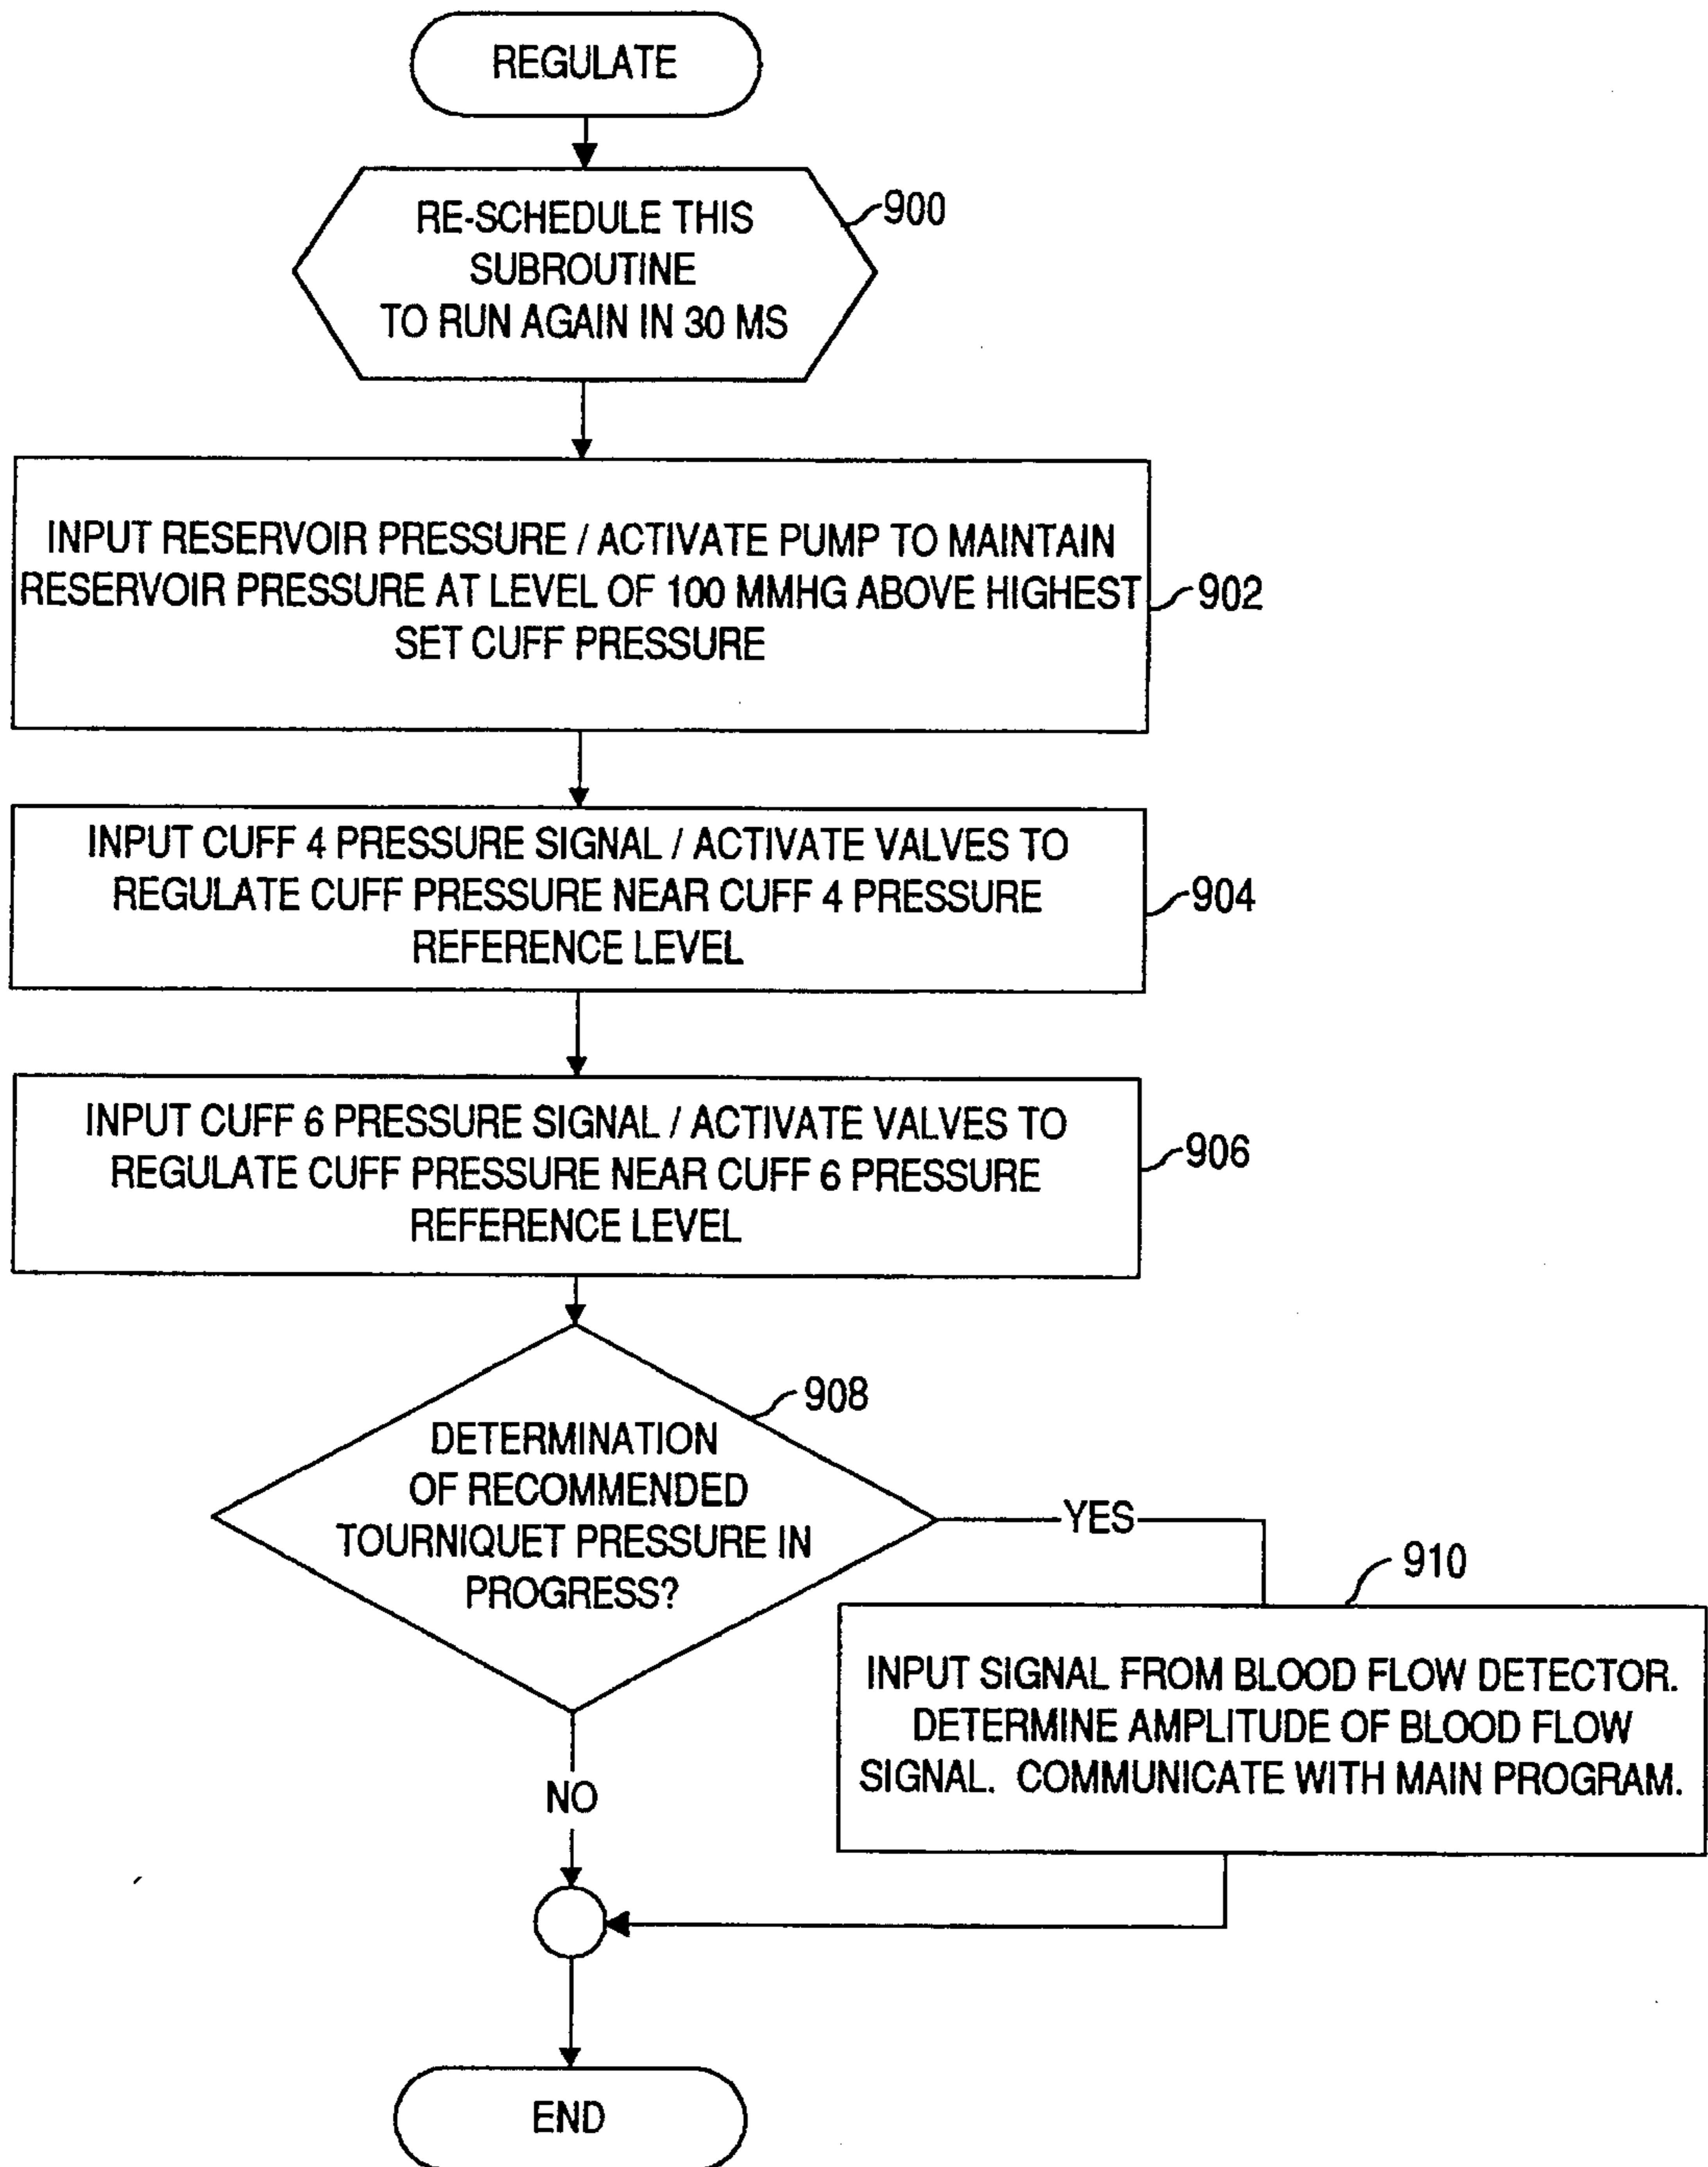 REGULATE
RE-SCHEDULE THIS
SUBROUTINE
TO RUN AGAIN IN 30 MS
900
INPUT RESERVOIR PRESSURE / ACTIVATE PUMP TO MAINTAIN
RESERVOIR PRESSURE AT LEVEL OF 100 MMHG ABOVE HIGHEST
SET CUFF PRESSURE
902
INPUT CUFF 4 PRESSURE SIGNAL / ACTIVATE VALVES TO
REGULATE CUFF PRESSURE NEAR CUFF 4 PRESSURE
REFERENCE LEVEL
904
INPUT CUFF 6 PRESSURE SIGNAL / ACTIVATE VALVES TO
REGULATE CUFF PRESSURE NEAR CUFF 6 PRESSURE
REFERENCE LEVEL
906
908
DETERMINATION
OF RECOMMENDED
TOURNIQUET PRESSURE IN
PROGRESS?
YES
910
INPUT SIGNAL FROM BLOOD FLOW DETECTOR.
DETERMINE AMPLITUDE OF BLOOD FLOW
SIGNAL. COMMUNICATE WITH MAIN PROGRAM.
NO
END